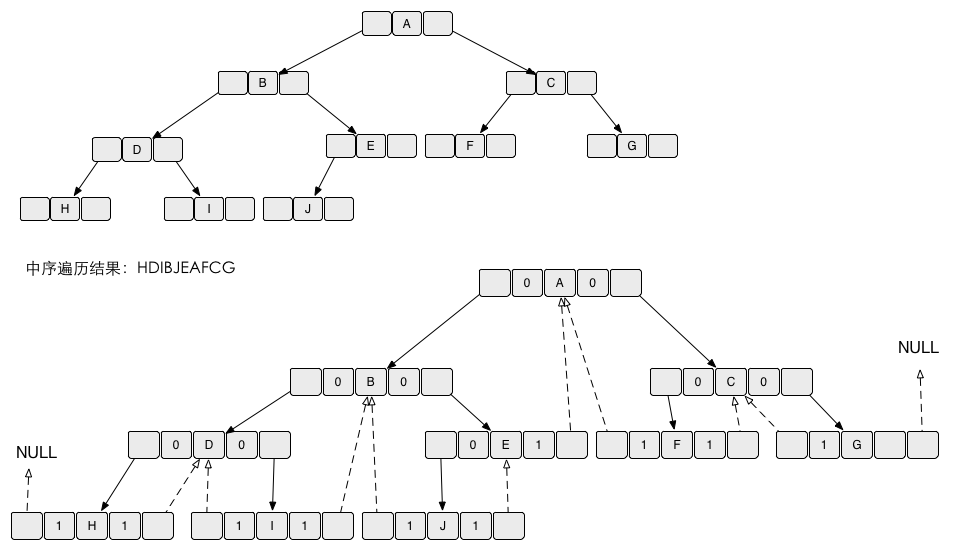 A
B C
D E F G
H I J
中序遍历结果：HDIBJEAFCG
0 A 0
NULL
0 B 0 0 C 0
0 D 0 0 E 1 1 F 1 1 G
NULL
1 H 1 1 I 1 1 J 1